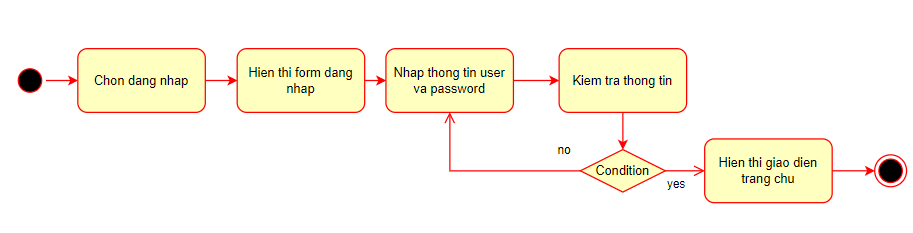 Chon dang nhap
Hien thi form dang
nhap
Nhap thong tin user
va password
Kiem tra thong tin
no
Condition
yes
Hien thi giao dien
trang chu